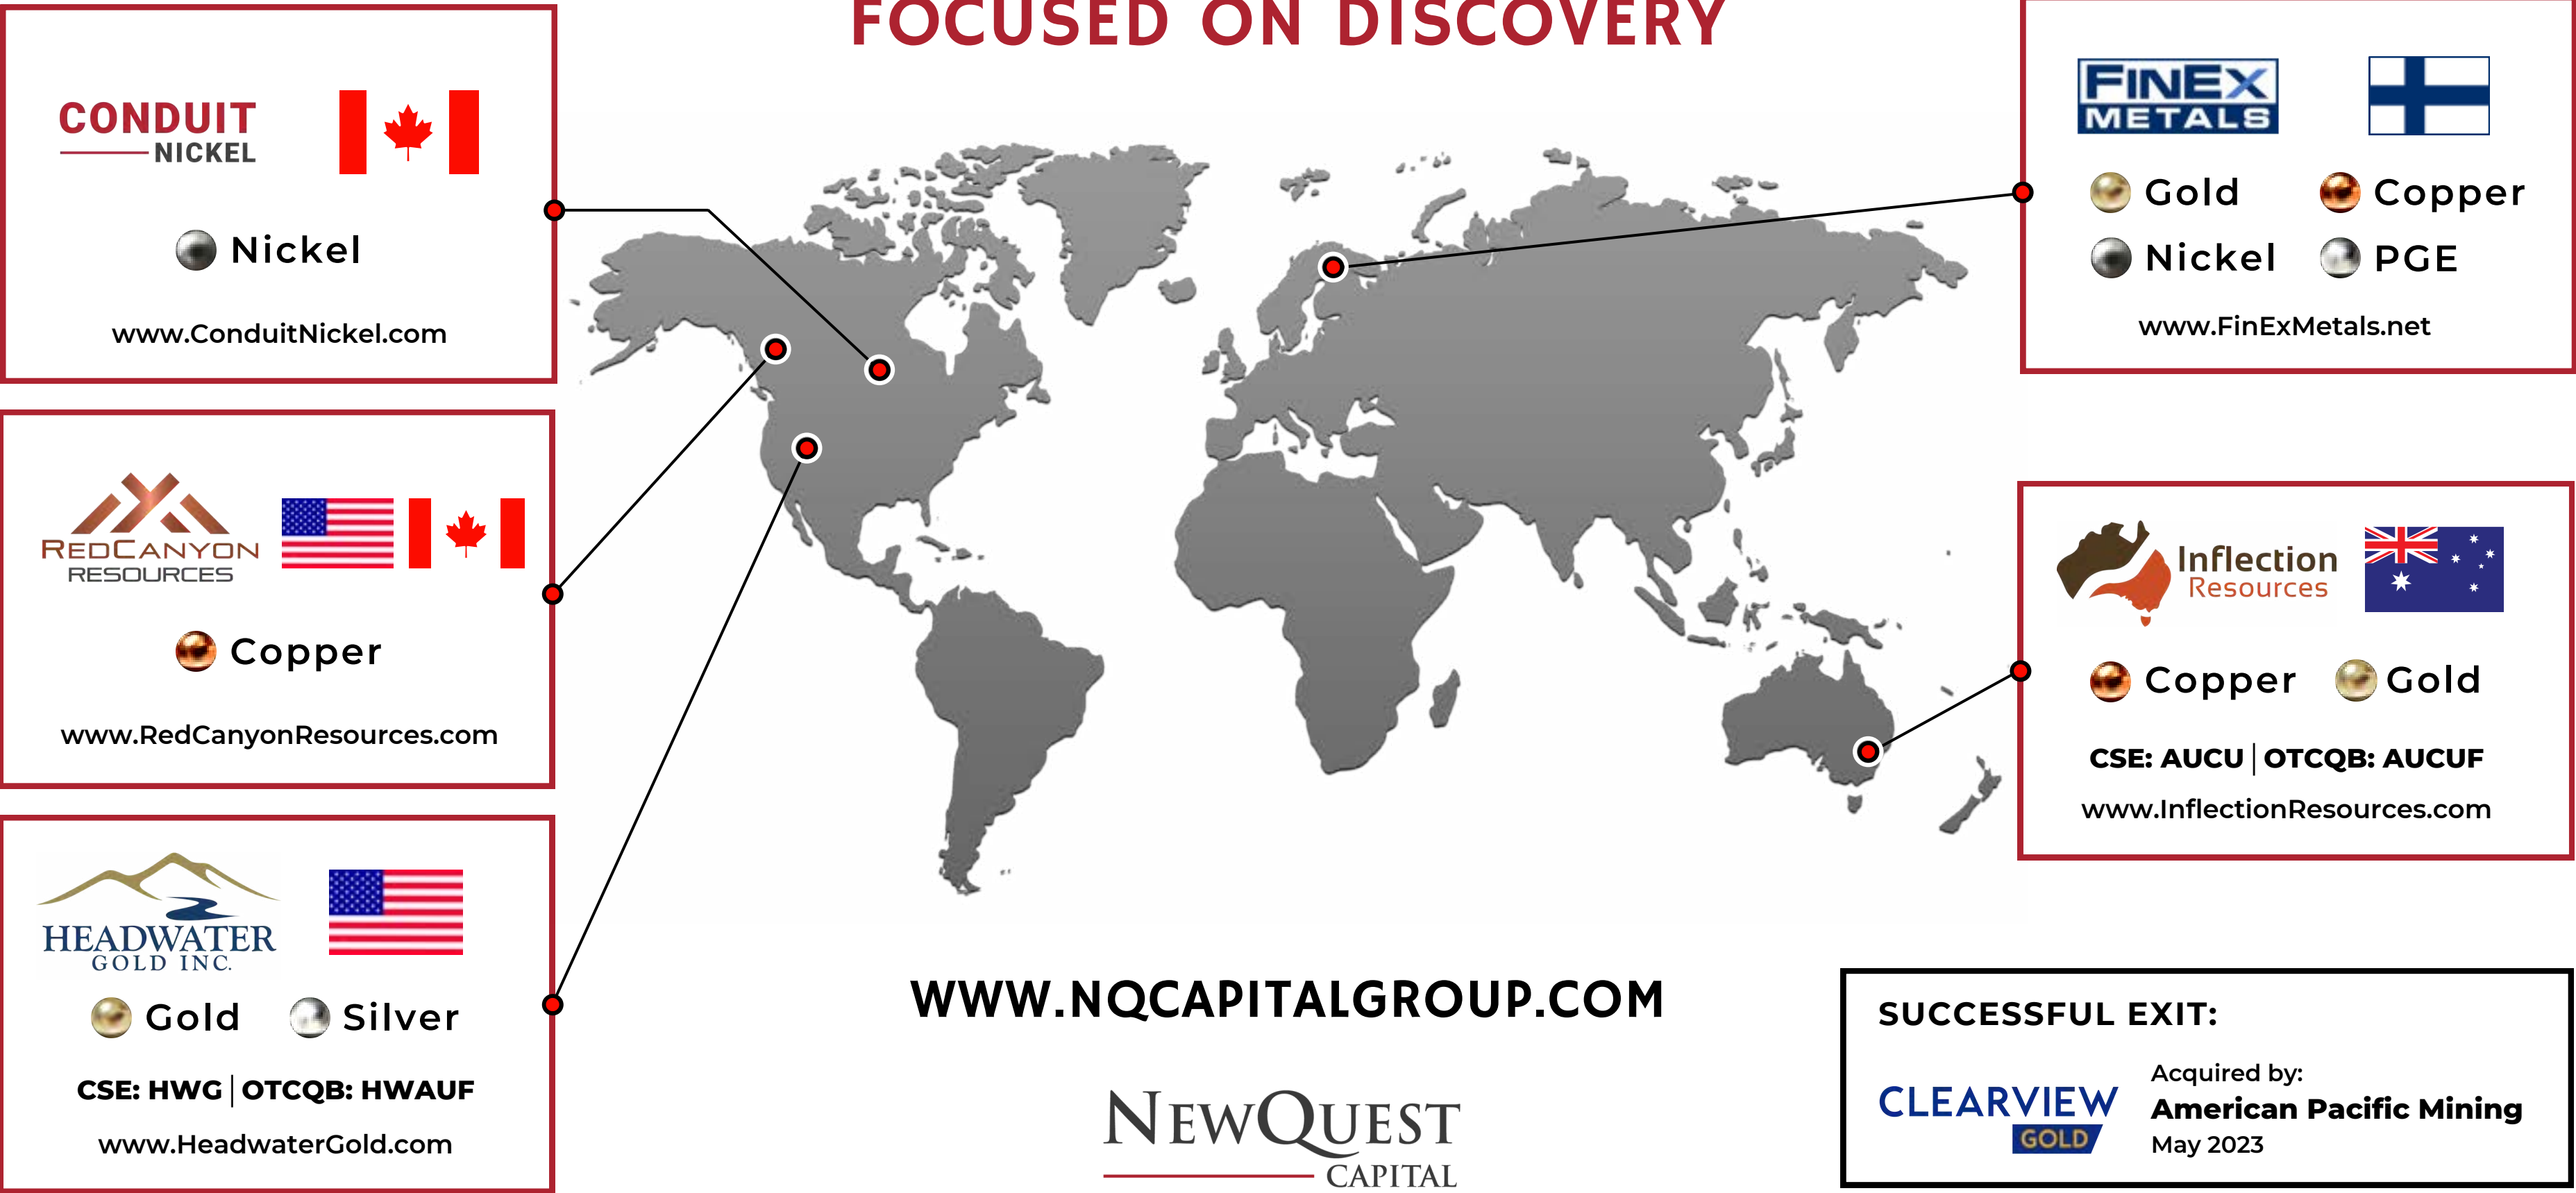 FOCUSED ON DISCOVERY
CONDUIT
NICKEL
Nickel
www.ConduitNickel.com
REDCANYON
RESOURCES
Copper
www.RedCanyonResources.com
HEADWATER
GOLD INC.
Gold
Silver
CSE: HWG | OTCQB: HWAUF
www.HeadwaterGold.com
FINEX
METALS
Gold
Copper
Nickel
PGE
www.FinExMetals.net
Inflection
Resources
Copper
Gold
CSE: AUCU | OTCQB: AUCUF
www.InflectionResources.com
WWW.NQCAPITALGROUP.COM
NEWQUEST
CAPITAL
SUCCESSFUL EXIT:
CLEARVIEW
GOLD
Acquired by:
American Pacific Mining
May 2023